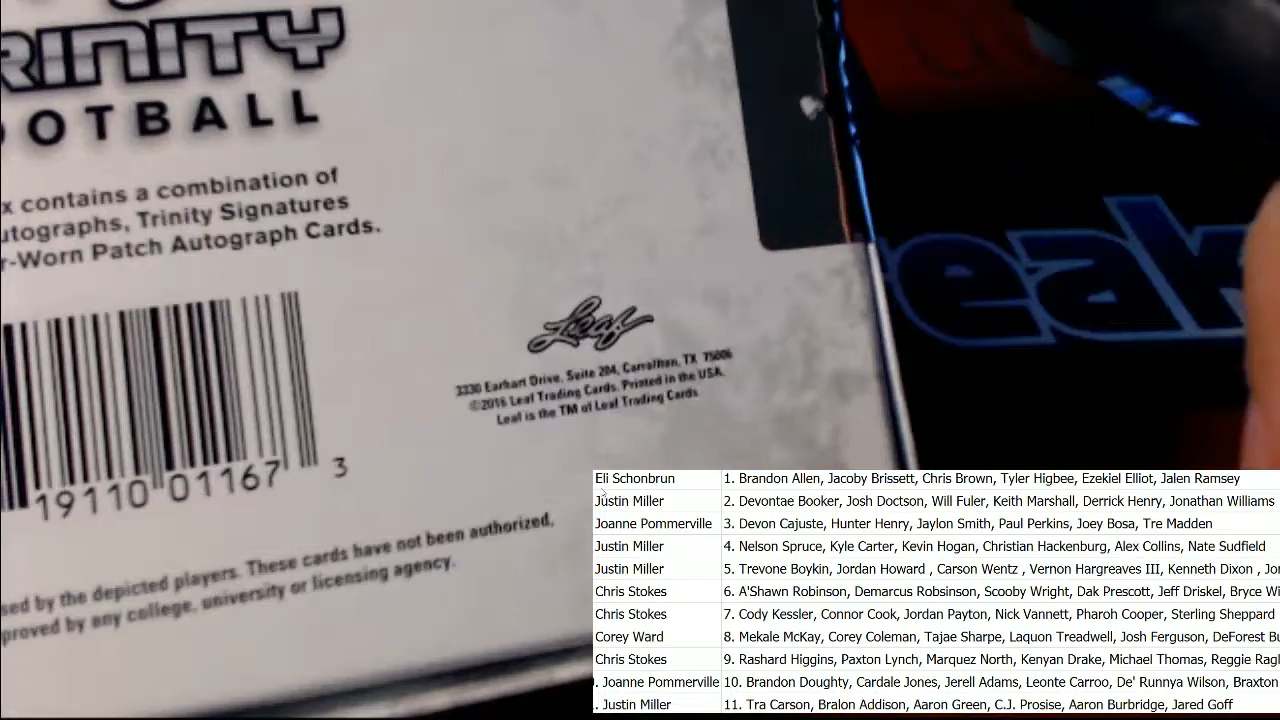 RINITY
OOTBALL
x contains a combination of
utographs, Trinity Signatures
r-Worn Patch Autograph Cards.
19110 01167 3
Leaf
3330 Earhart Drive, Suite 204, Carrollton, TX 75006
©2016 Leaf Trading Cards. Printed in the USA.
Leaf is the TM of Leaf Trading Cards
sed by the depicted players. These cards have not been authorized,
proved by any college, university or licensing agency.
reak
Eli Schonbrun 1. Brandon Allen, Jacoby Brissett, Chris Brown, Tyler Higbee, Ezekiel Elliot, Jalen Ramsey
Justin Miller 2. Devontae Booker, Josh Doctson, Will Fuler, Keith Marshall, Derrick Henry, Jonathan Williams
Joanne Pommerville 3. Devon Cajuste, Hunter Henry, Jaylon Smith, Paul Perkins, Joey Bosa, Tre Madden
Justin Miller 4. Nelson Spruce, Kyle Carter, Kevin Hogan, Christian Hackenburg, Alex Collins, Nate Sudfield
Justin Miller 5. Trevone Boykin, Jordan Howard , Carson Wentz , Vernon Hargreaves III, Kenneth Dixon , Jor
Chris Stokes 6. A'Shawn Robinson, Demarcus Robsinson, Scooby Wright, Dak Prescott, Jeff Driskel, Bryce Wi
Chris Stokes 7. Cody Kessler, Connor Cook, Jordan Payton, Nick Vannett, Pharoh Cooper, Sterling Sheppard
Corey Ward 8. Mekale McKay, Corey Coleman, Tajae Sharpe, Laquon Treadwell, Josh Ferguson, DeForest B
Chris Stokes 9. Rashard Higgins, Paxton Lynch, Marquez North, Kenyan Drake, Michael Thomas, Reggie Ragl
. Joanne Pommerville 10. Brandon Doughty, Cardale Jones, Jerell Adams, Leonte Carroo, De' Runnya Wilson, Braxton
. Justin Miller 11. Tra Carson, Bralon Addison, Aaron Green, C.J. Prosise, Aaron Burbridge, Jared Goff